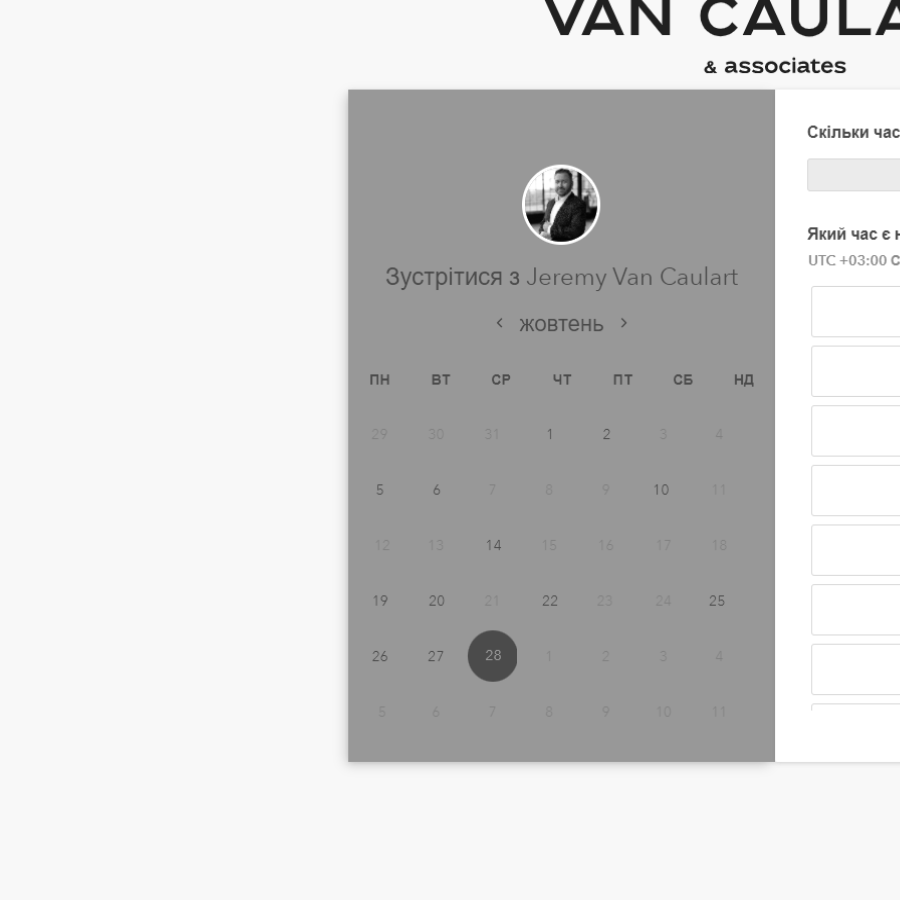 VAN CAULA
& associates
Зустрітися з Jeremy Van Caulart
жовтень
ПН ВТ СР ЧТ ПТ СБ НД
29 30 31 1 2 3 4
5 6 7 8 9 10 11
12 13 14 15 16 17 18
19 20 21 22 23 24 25
26 27 28 1 2 3 4
5 6 7 8 9 10 11
Скільки час
Який час є н
UTC +03:00 С